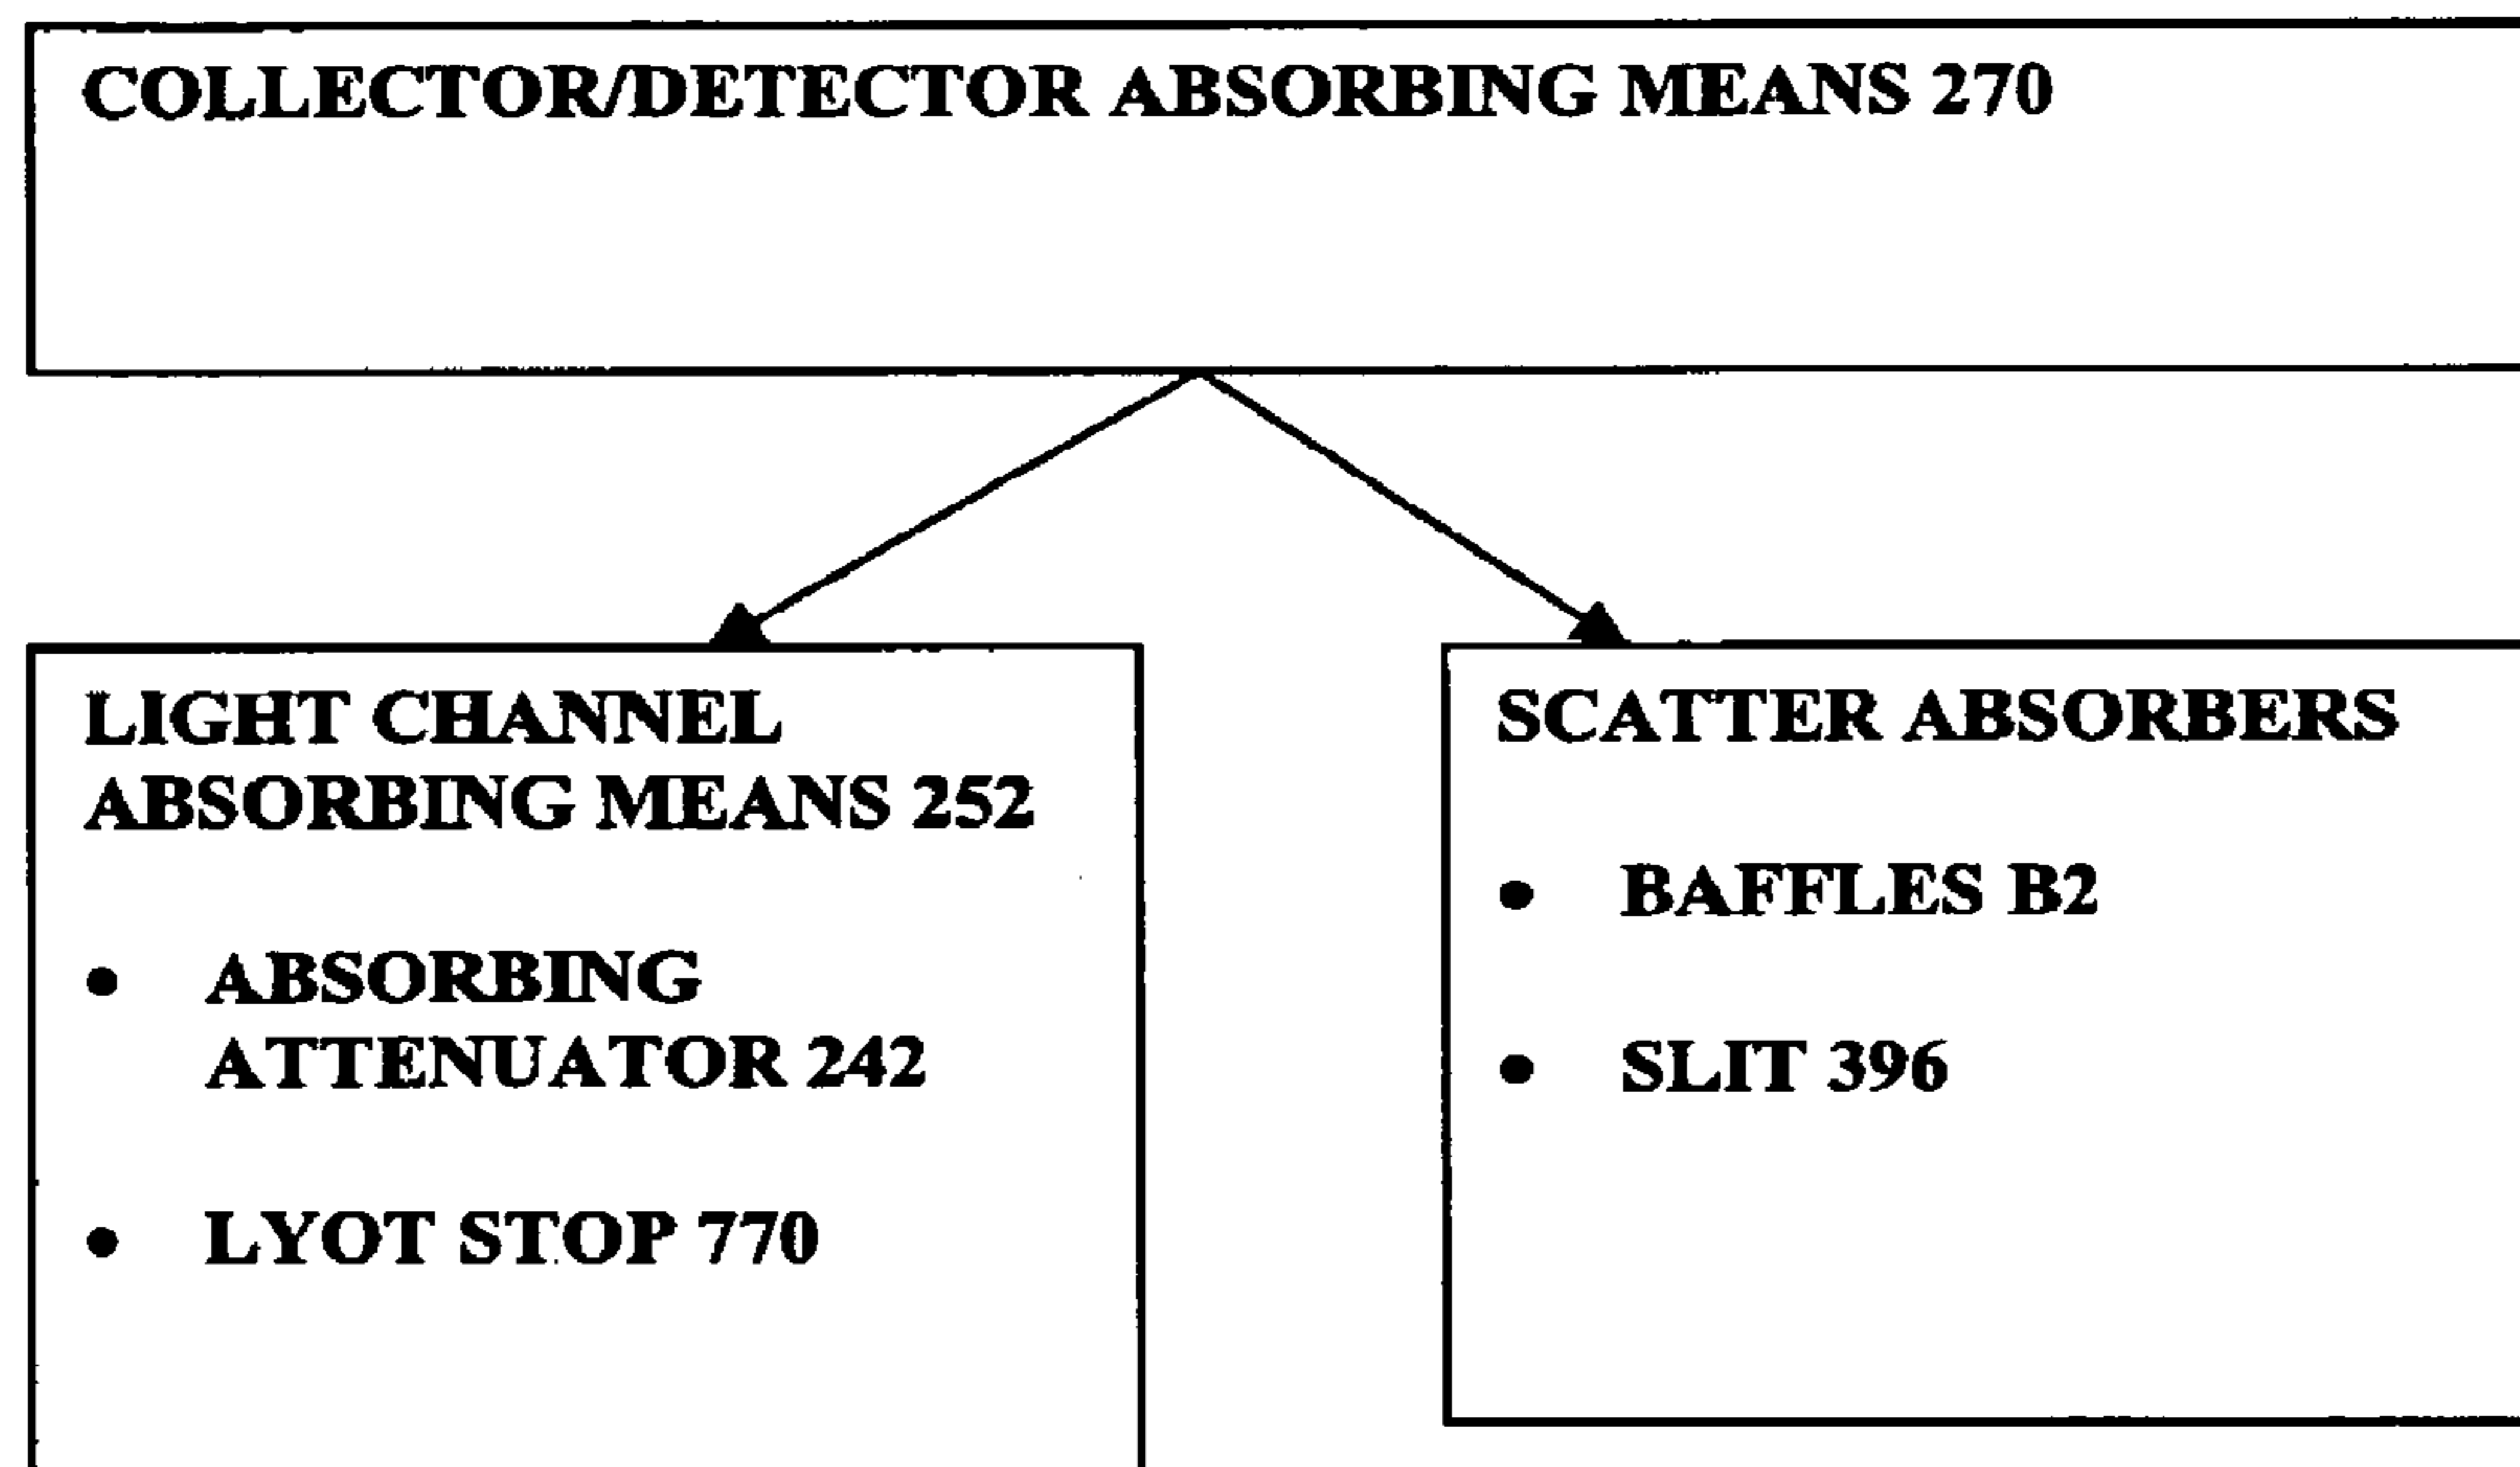 COLLECTOR/DETECTOR ABSORBING MEANS 270
LIGHT CHANNEL
ABSORBING MEANS 252
• ABSORBING
ATTENUATOR 242
• LYOT STOP 770
SCATTER ABSORBERS
• BAFFLES B2
• SLIT 396